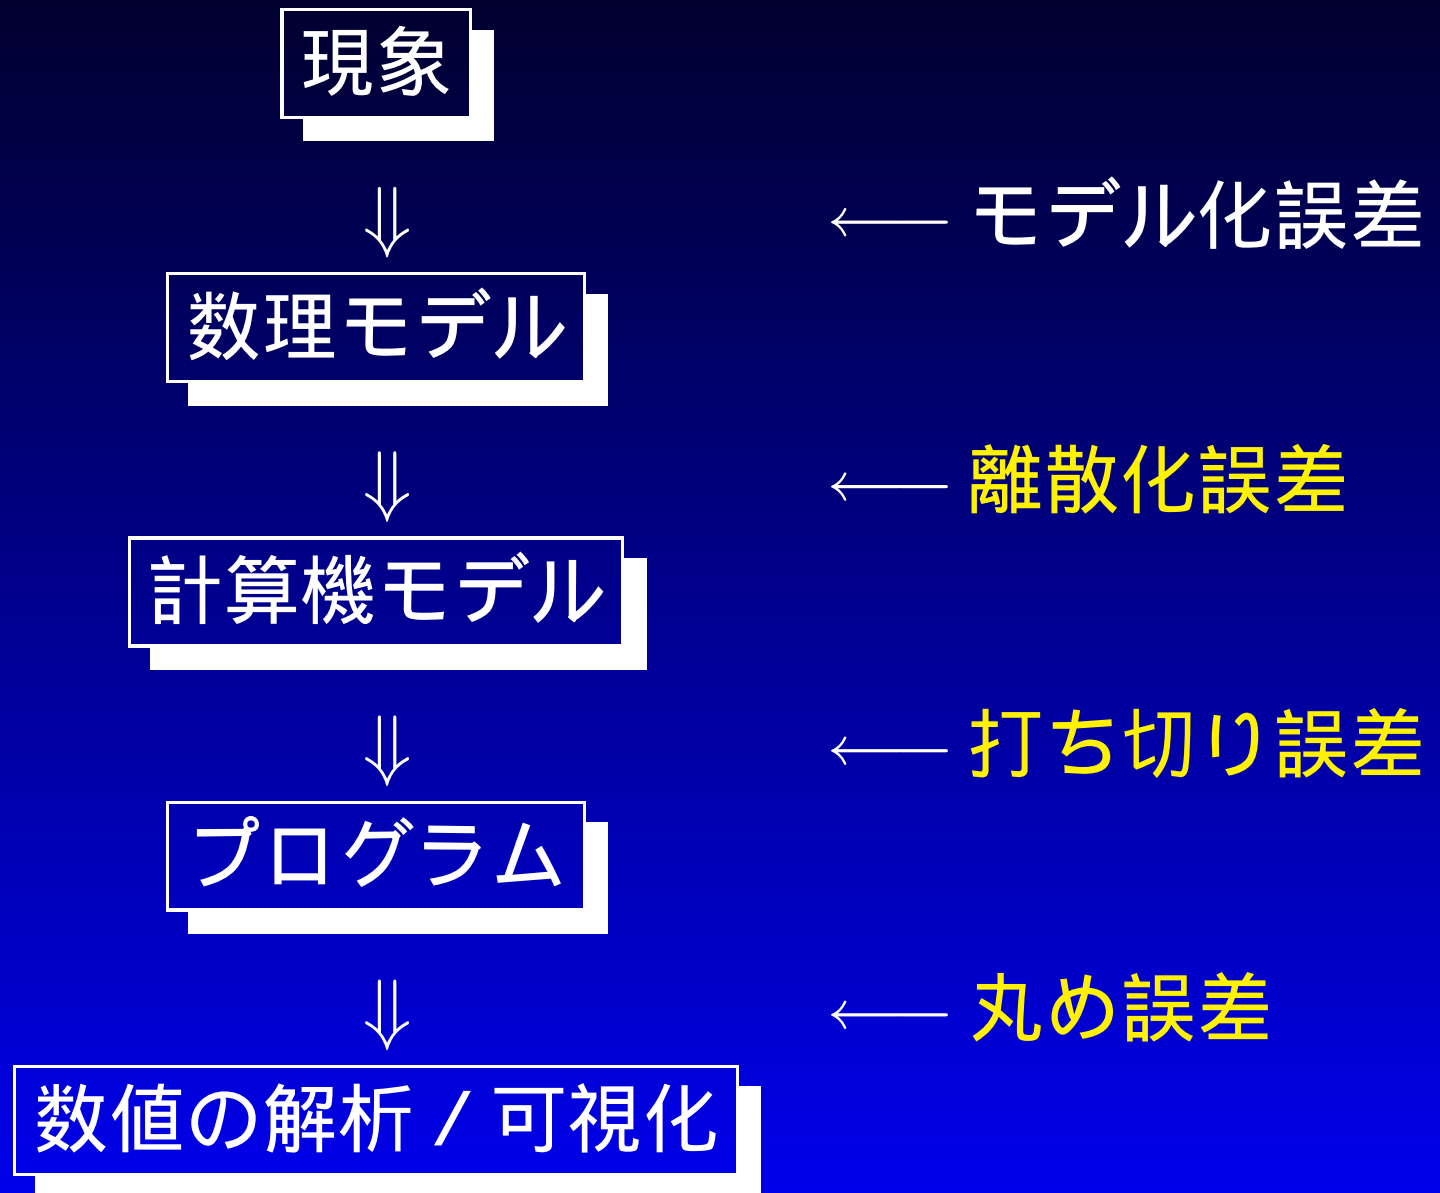 現象
モデル化誤差
数理モデル
離散化誤差
計算機モデル
打ち切り誤差
プログラム
丸め誤差
数値の解析 / 可視化